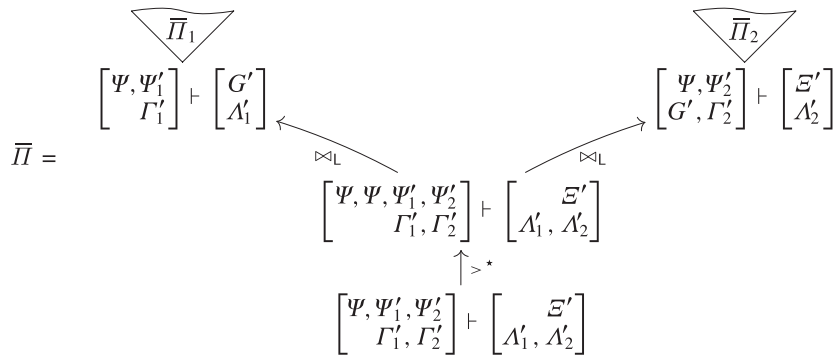 Π̅₁ Π̅₂
[Ψ, Ψ′₁ / Γ′₁] ⊢ [G′ / Λ′₁] [Ψ, Ψ′₂ / G′, Γ′₂] ⊢ [Ξ′ / Λ′₂]
Π̅ =
⋈L ⋈L
[Ψ, Ψ, Ψ′₁, Ψ′₂ / Γ′₁, Γ′₂] ⊢ [Ξ′ / Λ′₁, Λ′₂]
>⋆
[Ψ, Ψ′₁, Ψ′₂ / Γ′₁, Γ′₂] ⊢ [Ξ′ / Λ′₁, Λ′₂]